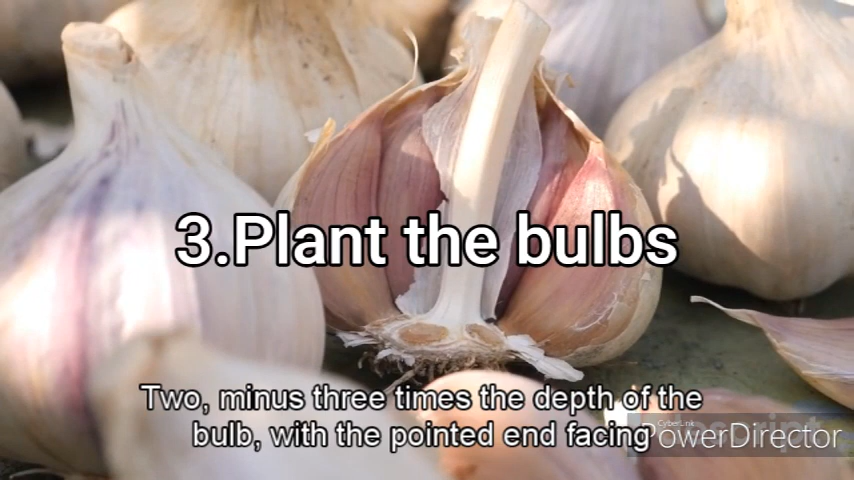 3.Plant the bulbs
Two, minus three times the depth of the
bulb, with the pointed end facing
CyberLink
PowerDirector